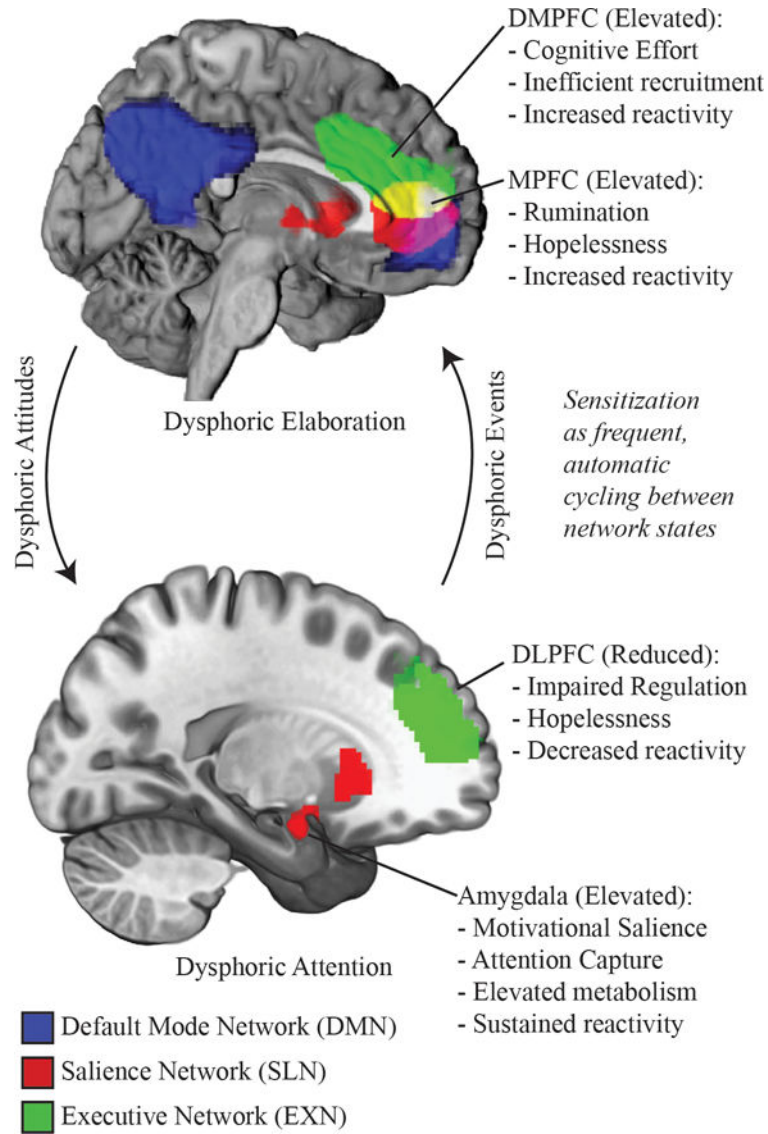 DMPFC (Elevated):
- Cognitive Effort
- Inefficient recruitment
- Increased reactivity
MPFC (Elevated):
- Rumination
- Hopelessness
- Increased reactivity
Dysphoric Attitudes
Dysphoric Elaboration
Dysphoric Events
Sensitization
as frequent,
automatic
cycling between
network states
DLPFC (Reduced):
- Impaired Regulation
- Hopelessness
- Decreased reactivity
Amygdala (Elevated):
- Motivational Salience
- Attention Capture
- Elevated metabolism
- Sustained reactivity
Dysphoric Attention
Default Mode Network (DMN)
Salience Network (SLN)
Executive Network (EXN)